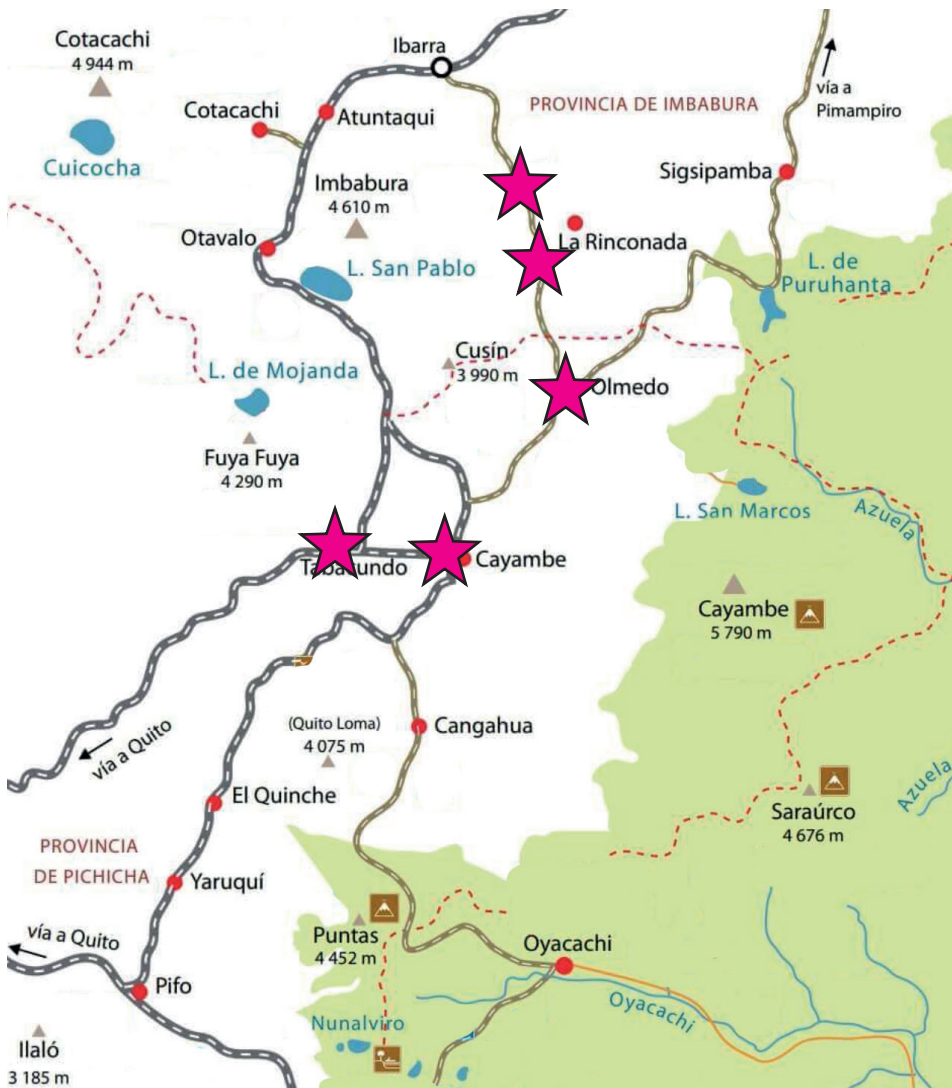 Cotacachi
4 944 m
Cuicocha
Ibarra
Cotacachi
Atuntaqui
PROVINCIA DE IMBABURA
vía a
Pimampiro
Sigsipamba
Imbabura
4 610 m
Otavalo
L. San Pablo
La Rinconada
L. de
Puruhanta
Cusín
3 990 m
L. de Mojanda
Olmedo
Fuya Fuya
4 290 m
L. San Marcos
Azuela
Tabacundo
Cayambe
Cayambe
5 790 m
vía a Quito
(Quito Loma)
4 075 m
Cangahua
El Quinche
Azuela
Saraúrco
4 676 m
PROVINCIA
DE PICHICHA
Yaruquí
vía a Quito
Puntas
4 452 m
Oyacachi
Pifo
Oyacachi
Nunalviro
Ilaló
3 185 m